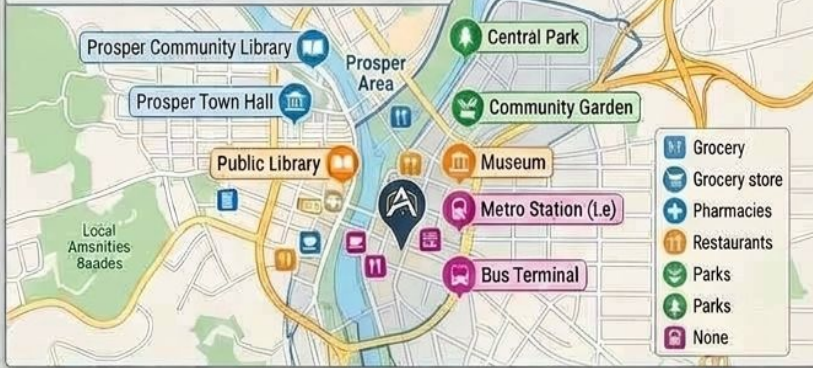 Prosper Community Library
Central Park
Prosper
Area
Prosper Town Hall
Community Garden
Public Library
Museum
Metro Station (l.e)
Bus Terminal
Local
Amsnities
8aades
Grocery
Grocery store
Pharmacies
Restaurants
Parks
Parks
None